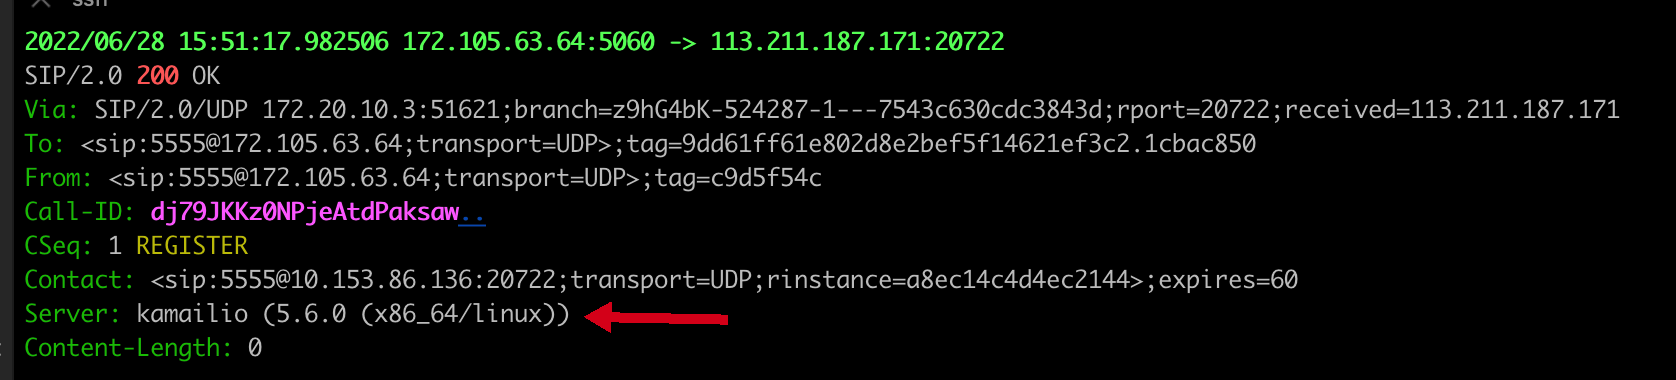 ssh
2022/06/28 15:51:17.982506 172.105.63.64:5060 -> 113.211.187.171:20722
SIP/2.0 200 OK
Via: SIP/2.0/UDP 172.20.10.3:51621;branch=z9hG4bK-524287-1---7543c630cdc3843d;rport=20722;received=113.211.187.171
To: <sip:5555@172.105.63.64;transport=UDP>;tag=9dd61ff61e802d8e2bef5f14621ef3c2.1cbac850
From: <sip:5555@172.105.63.64;transport=UDP>;tag=c9d5f54c
Call-ID: dj79JKKz0NPjeAtdPaksaw..
CSeq: 1 REGISTER
Contact: <sip:5555@10.153.86.136:20722;transport=UDP;rinstance=a8ec14c4d4ec2144>;expires=60
Server: kamailio (5.6.0 (x86_64/linux))
Content-Length: 0